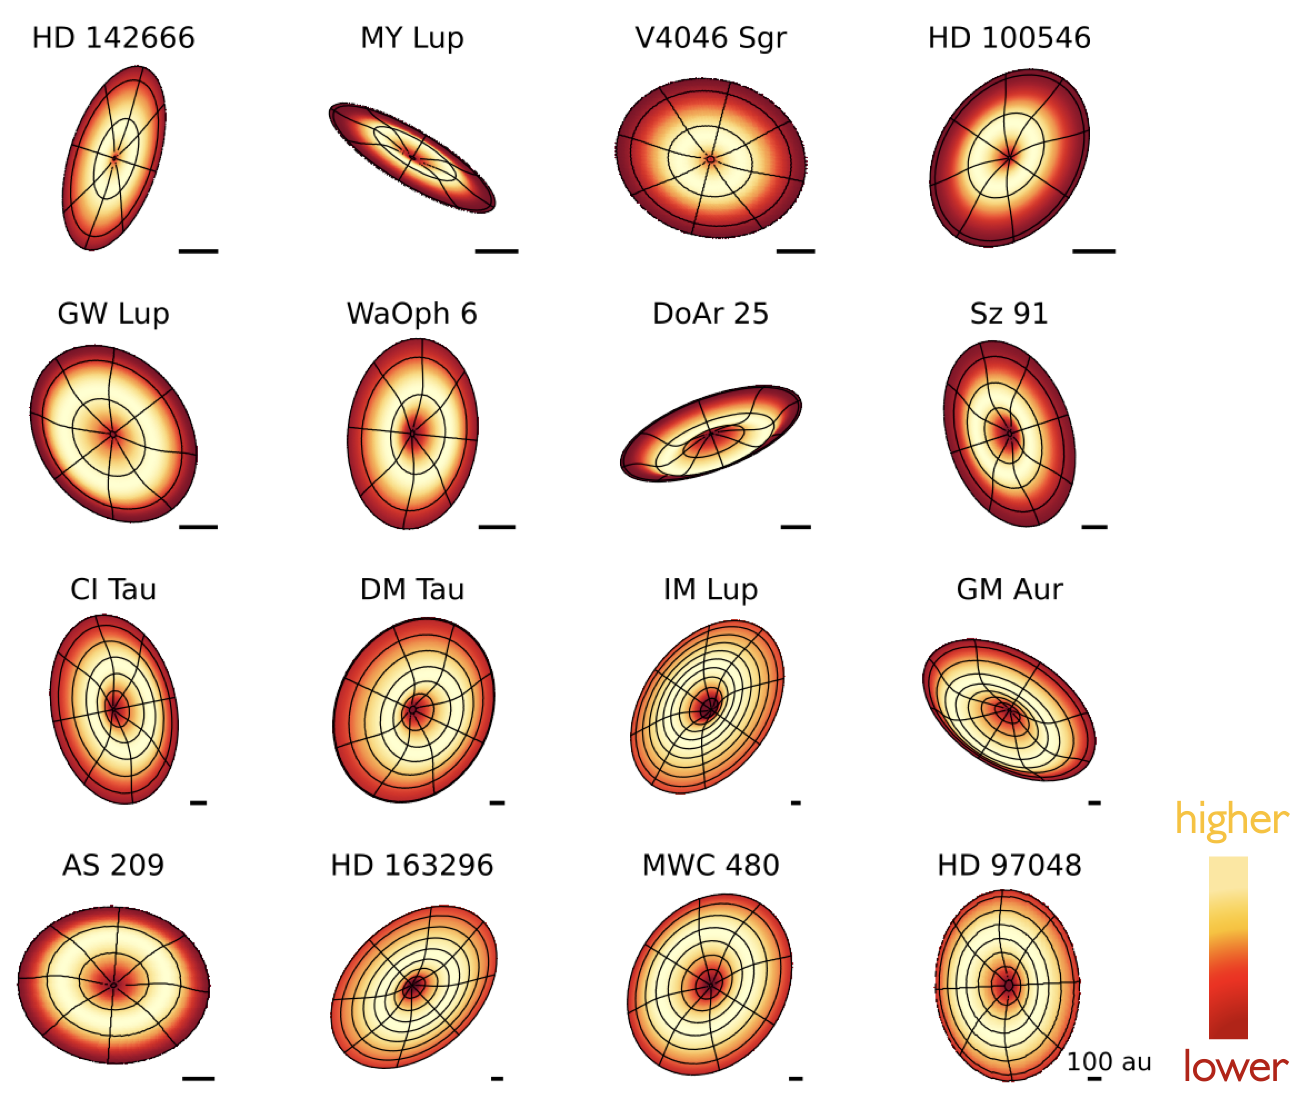 HD 142666
MY Lup
V4046 Sgr
HD 100546
GW Lup
WaOph 6
DoAr 25
Sz 91
CI Tau
DM Tau
IM Lup
GM Aur
higher
AS 209
HD 163296
MWC 480
HD 97048
100 au
lower